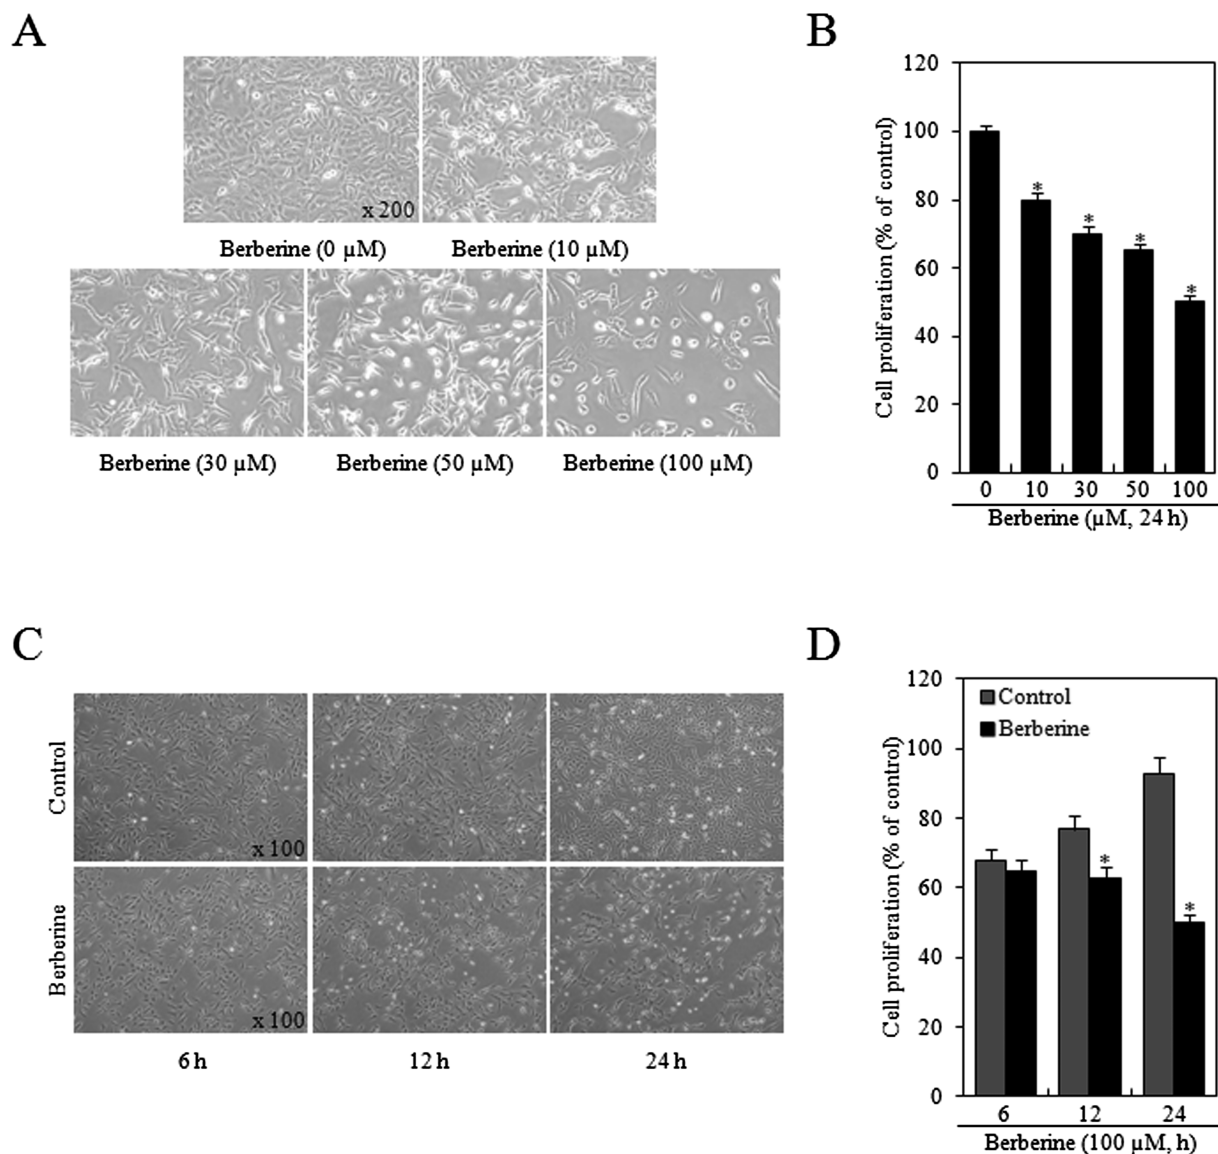 A
x 200
Berberine (0 µM)
Berberine (10 µM)
Berberine (30 µM)
Berberine (50 µM)
Berberine (100 µM)
B
Cell proliferation (% of control)
120
100
80
60
40
20
0
*
*
*
*
0 10 30 50 100
Berberine (µM, 24 h)
C
Control
x 100
Berberine
x 100
6 h
12 h
24 h
D
Cell proliferation (% of control)
120
100
80
60
40
20
0
Control
Berberine
*
*
6 12 24
Berberine (100 µM, h)